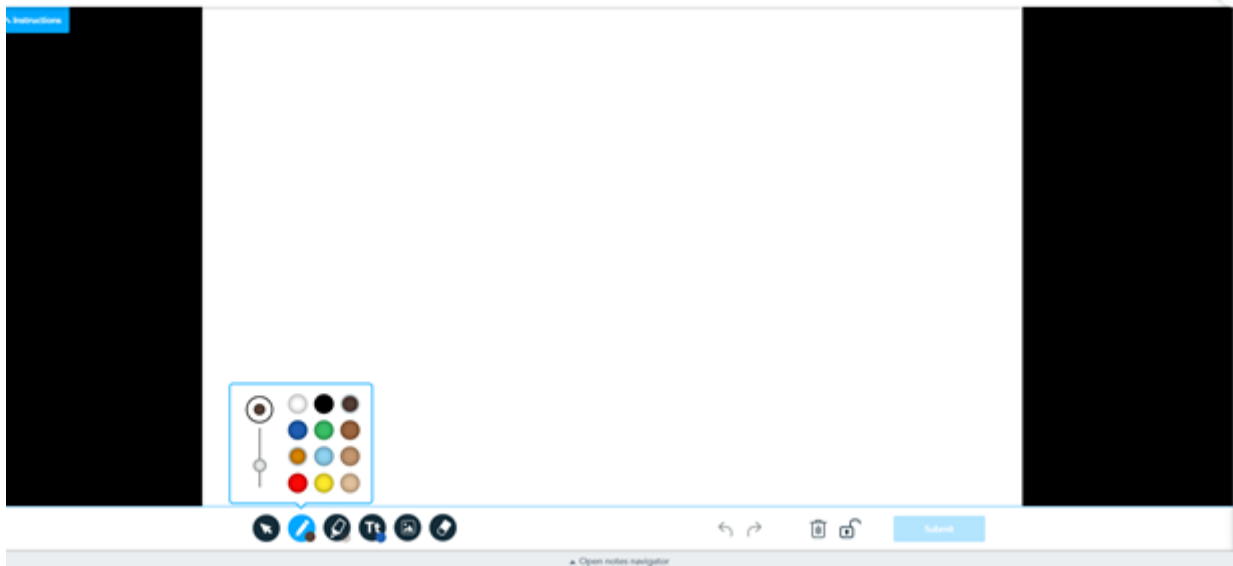 Instructions
Tt
Submit
▲ Open notes navigator